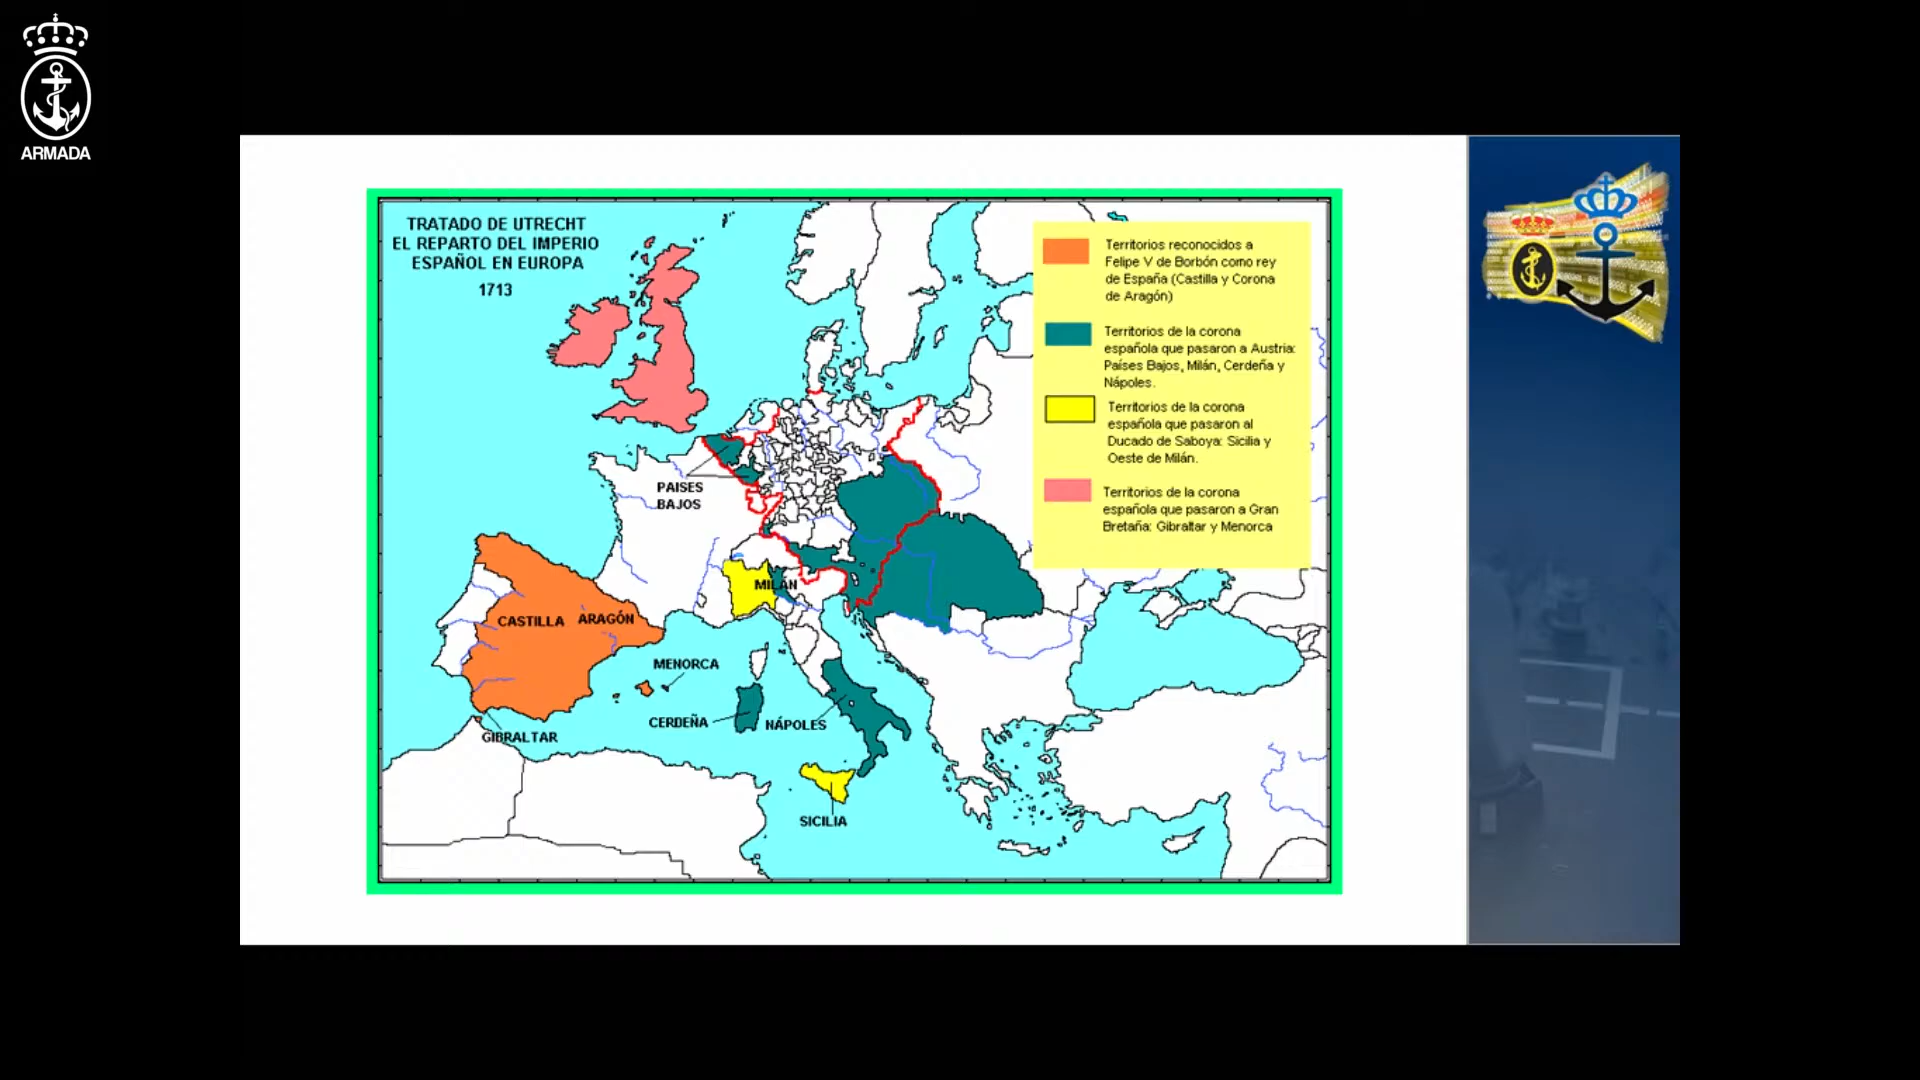 ARMADA
TRATADO DE UTRECHT
EL REPARTO DEL IMPERIO
ESPAÑOL EN EUROPA
1713
Territorios reconocidos a
Felipe V de Borbón como rey
de España (Castilla y Corona
de Aragón)
Territorios de la corona
española que pasaron a Austria:
Países Bajos, Milán, Cerdeña y
Nápoles.
Territorios de la corona
española que pasaron al
Ducado de Saboya: Sicilia y
Oeste de Milán.
Territorios de la corona
española que pasaron a Gran
Bretaña: Gibraltar y Menorca
PAISES
BAJOS
MILÁN
CASTILLA
ARAGÓN
MENORCA
CERDEÑA
NÁPOLES
GIBRALTAR
SICILIA